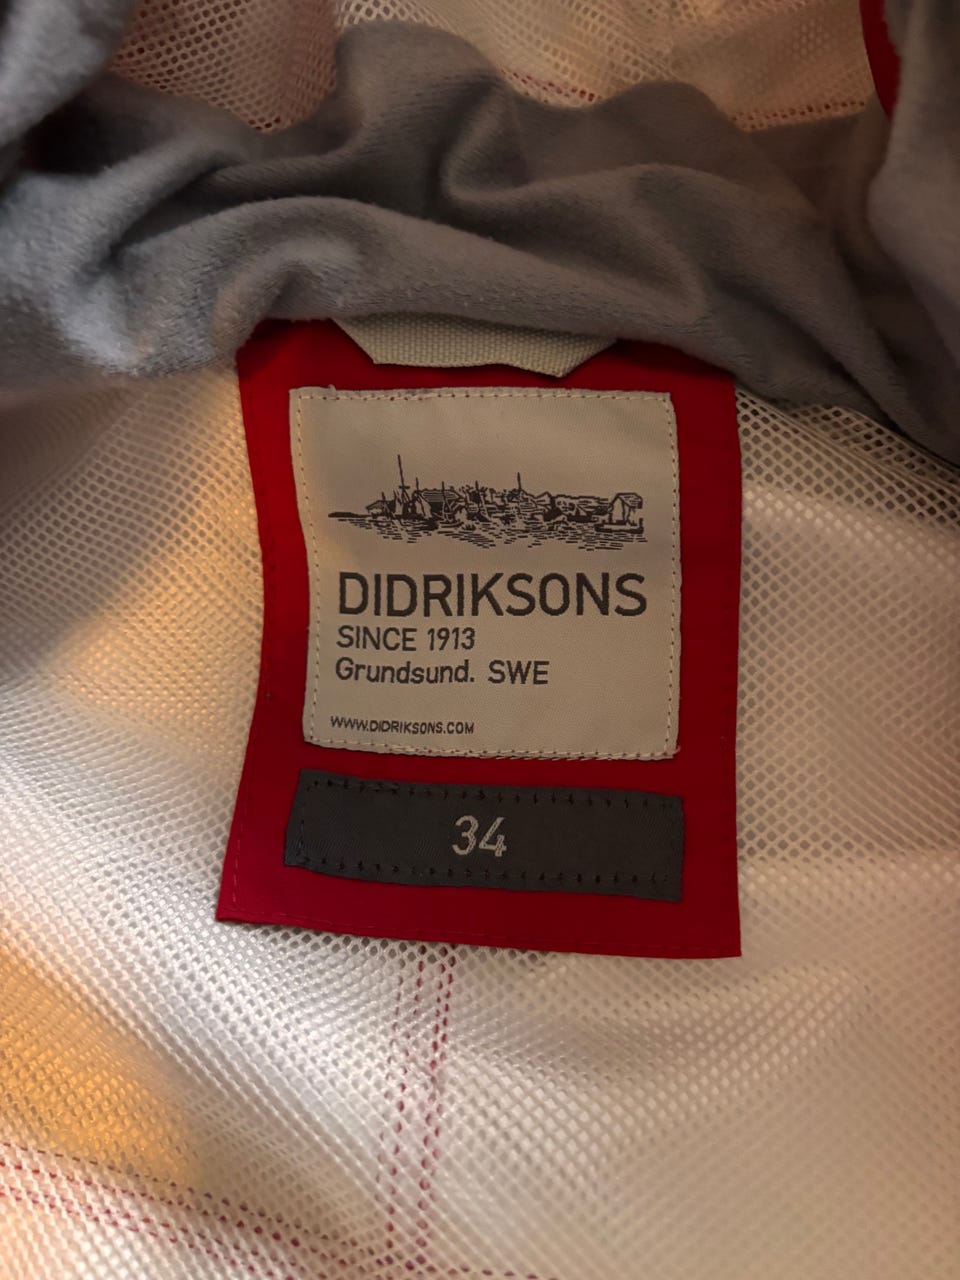 DIDRIKSONS
SINCE 1913
Grundsund. SWE
WWW.DIDRIKSONS.COM
34